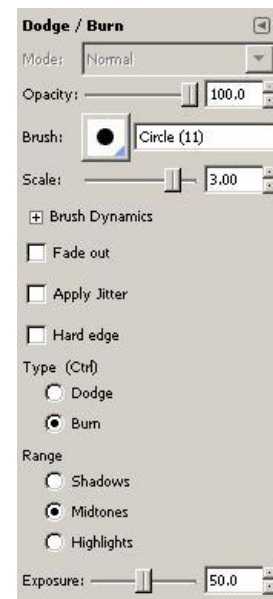 Dodge / Burn
Mode: Normal
Opacity: 100.0
Brush: Circle (11)
Scale: 3.00
Brush Dynamics
Fade out
Apply Jitter
Hard edge
Type (Ctrl)
Dodge
Burn
Range
Shadows
Midtones
Highlights
Exposure: 50.0